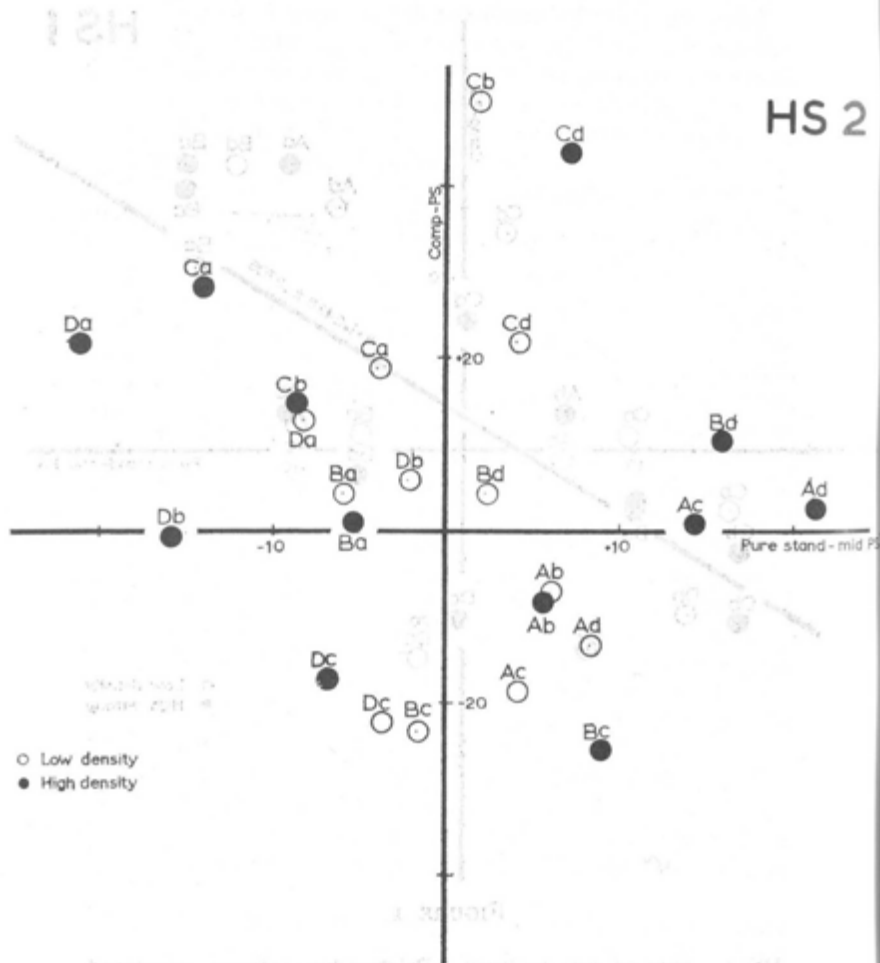 HS 2
Cb
Cd
Comp-PS
Ca
Da
Cd
Ca
+20
Cb
Da
Bd
Db
Ba
Bd
Ad
Ac
Db
Ba
-10
+10
Pure stand - mid PS
Ab
Ab
Ad
Ac
Dc
Dc
Bc
-20
Bc
○ Low density
● High density